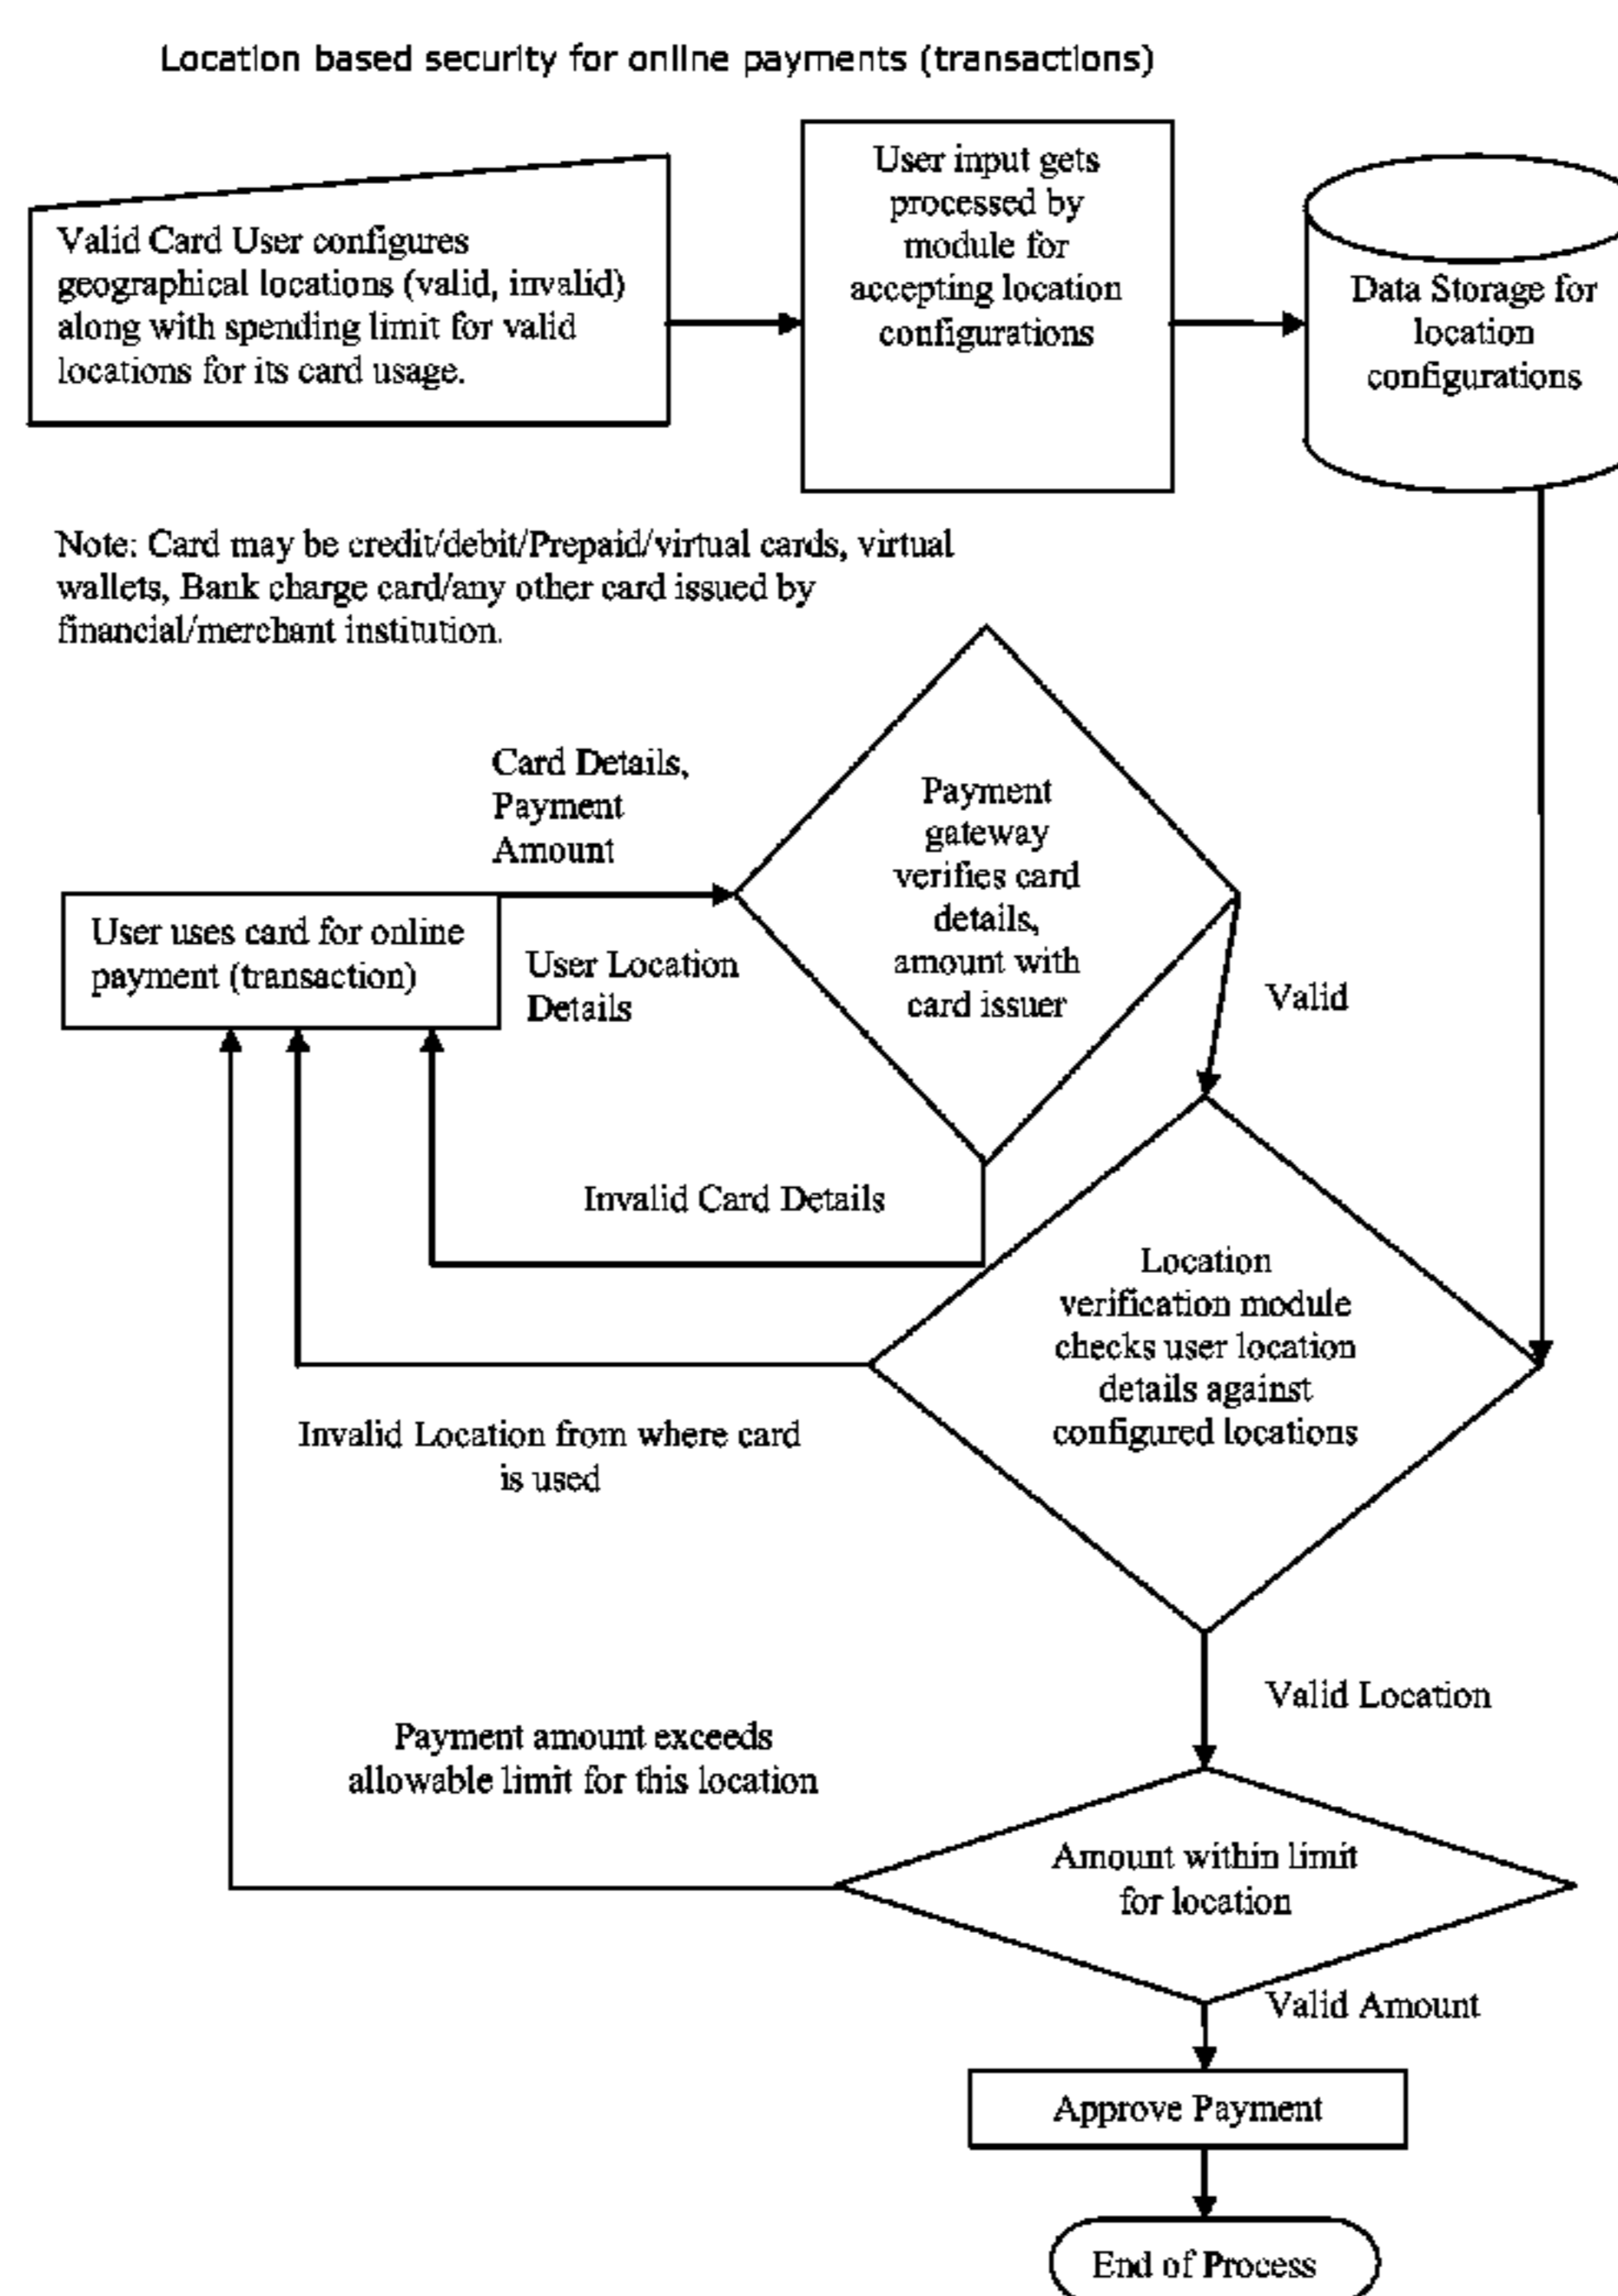 Location based security for online payments (transactions)
Valid Card User configures
geographical locations (valid, invalid)
along with spending limit for valid
locations for its card usage.
User input gets
processed by
module for
accepting location
configurations
Data Storage for
location
configurations
Note: Card may be credit/debit/Prepaid/virtual cards, virtual
wallets, Bank charge card/any other card issued by
financial/merchant institution.
Card Details,
Payment
Amount
Payment
gateway
verifies card
details,
amount with
card issuer
User uses card for online
payment (transaction)
User Location
Details
Valid
Invalid Card Details
Location
verification module
checks user location
details against
configured locations
Invalid Location from where card
is used
Valid Location
Payment amount exceeds
allowable limit for this location
Amount within limit
for location
Valid Amount
Approve Payment
End of Process